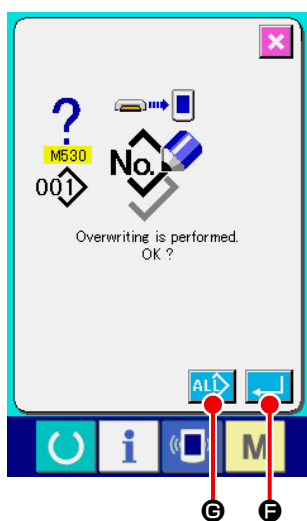 ?
M530
001
No.
Overwriting is performed.
OK ?
ALL
i
M
G
F